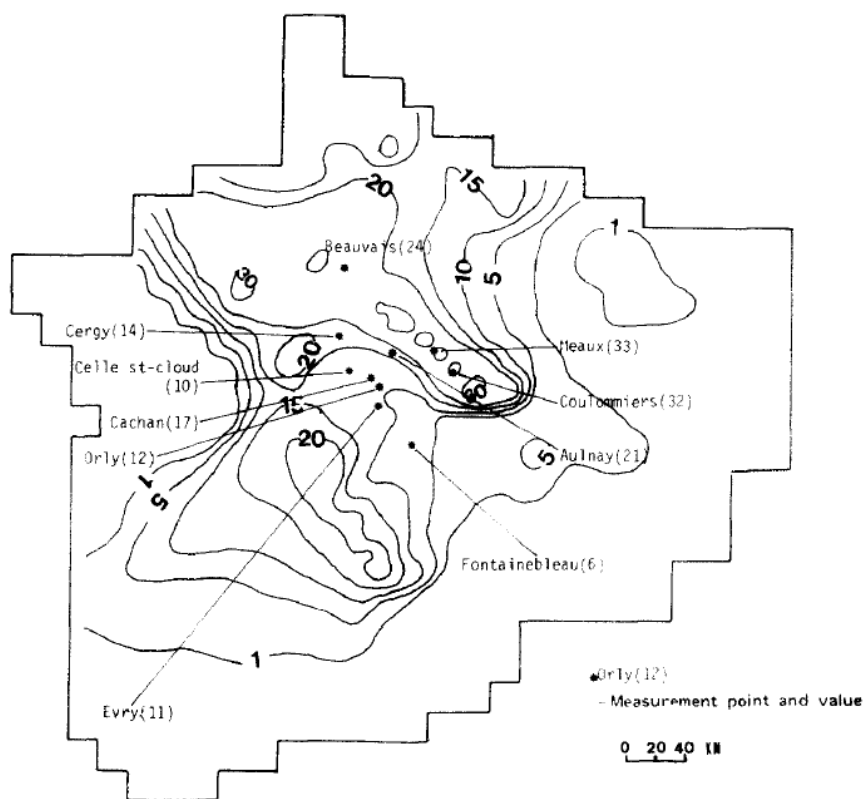 20
15
1
Beauvais(24)
30
10
5
Cergy(14)
20
Meaux(33)
Celle st-cloud
(10)
Coulommiers(32)
15
Cachan(17)
20
Orly(12)
5
Aulnay(21)
1
5
Fontainebleau(6)
1
Orly(12)
- Measurement point and value
Evry(11)
0 20 40 KM